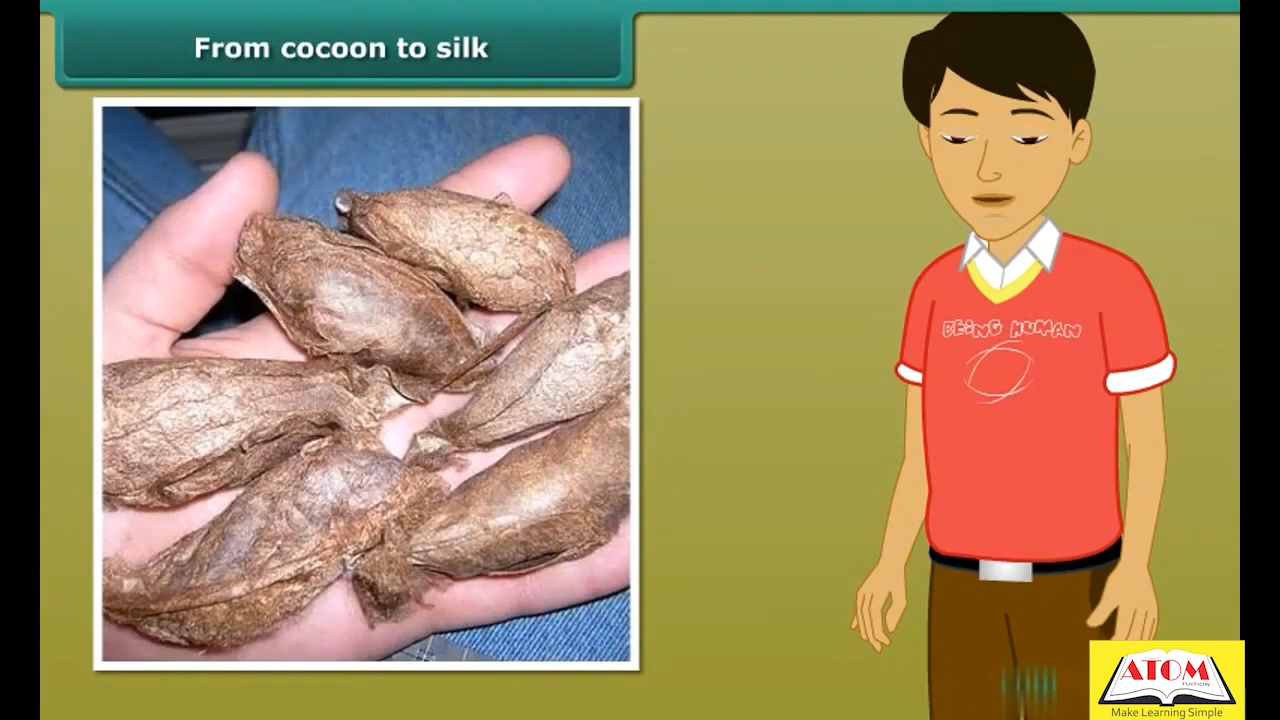 From cocoon to silk
BEING HUMAN
ATOM
TUITION
Make Learning Simple